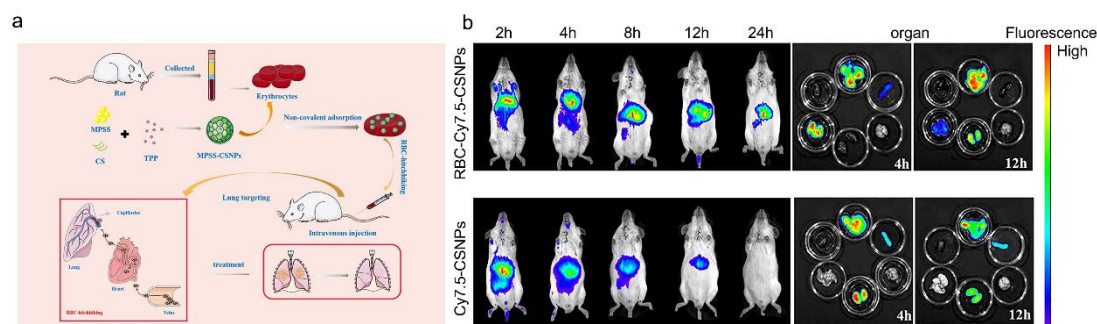 a
Collected
Rat
Erythrocytes
MPSS
CS
TPP
MPSS-CSNPs
Non-covalent adsorption
RBC-hitchhiking
Lung targeting
Intravenous injection
Capillaries
Lung
Heart
Veins
RBC-hitchhiking
treatment
b
2h 4h 8h 12h 24h organ Fluorescence
High
RBC-Cy7.5-CSNPs
4h 12h
Cy7.5-CSNPs
4h 12h